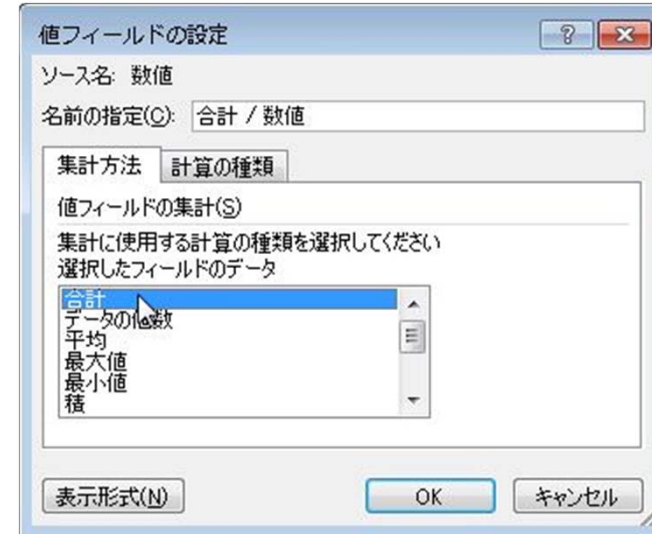 値フィールドの設定
ソース名: 数値
名前の指定(C): 合計 / 数値
集計方法 計算の種類
値フィールドの集計(S)
集計に使用する計算の種類を選択してください
選択したフィールドのデータ
合計
データの個数
平均
最大値
最小値
積
表示形式(N) OK キャンセル